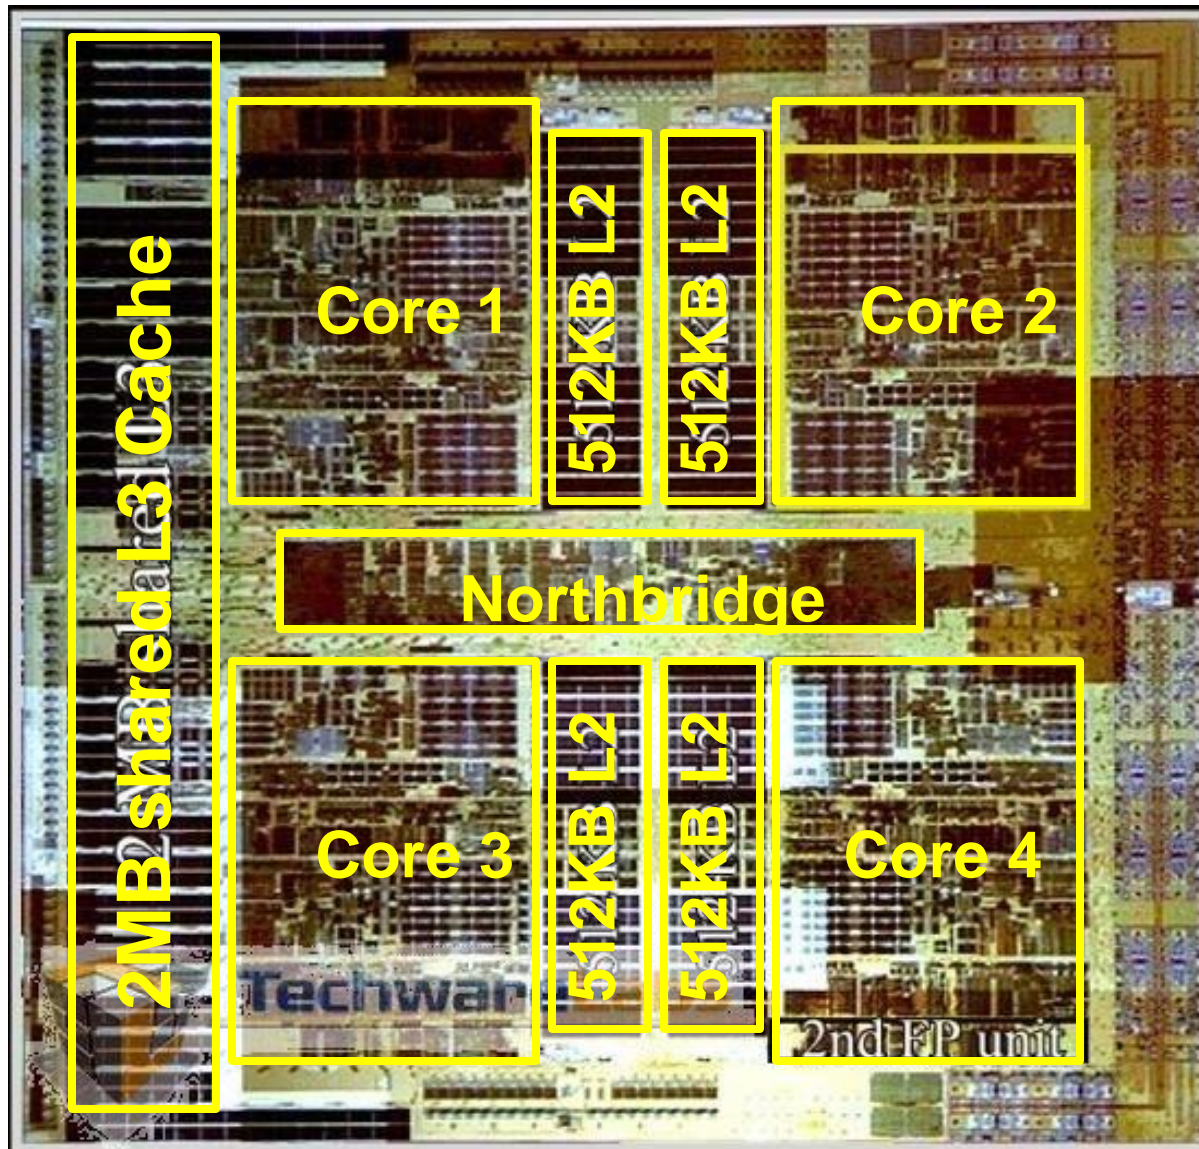 2MB shared L3 Cache
Core 1
512KB L2
512KB L2
Core 2
Northbridge
Core 3
512KB L2
512KB L2
Core 4
Techware
2nd FP unit